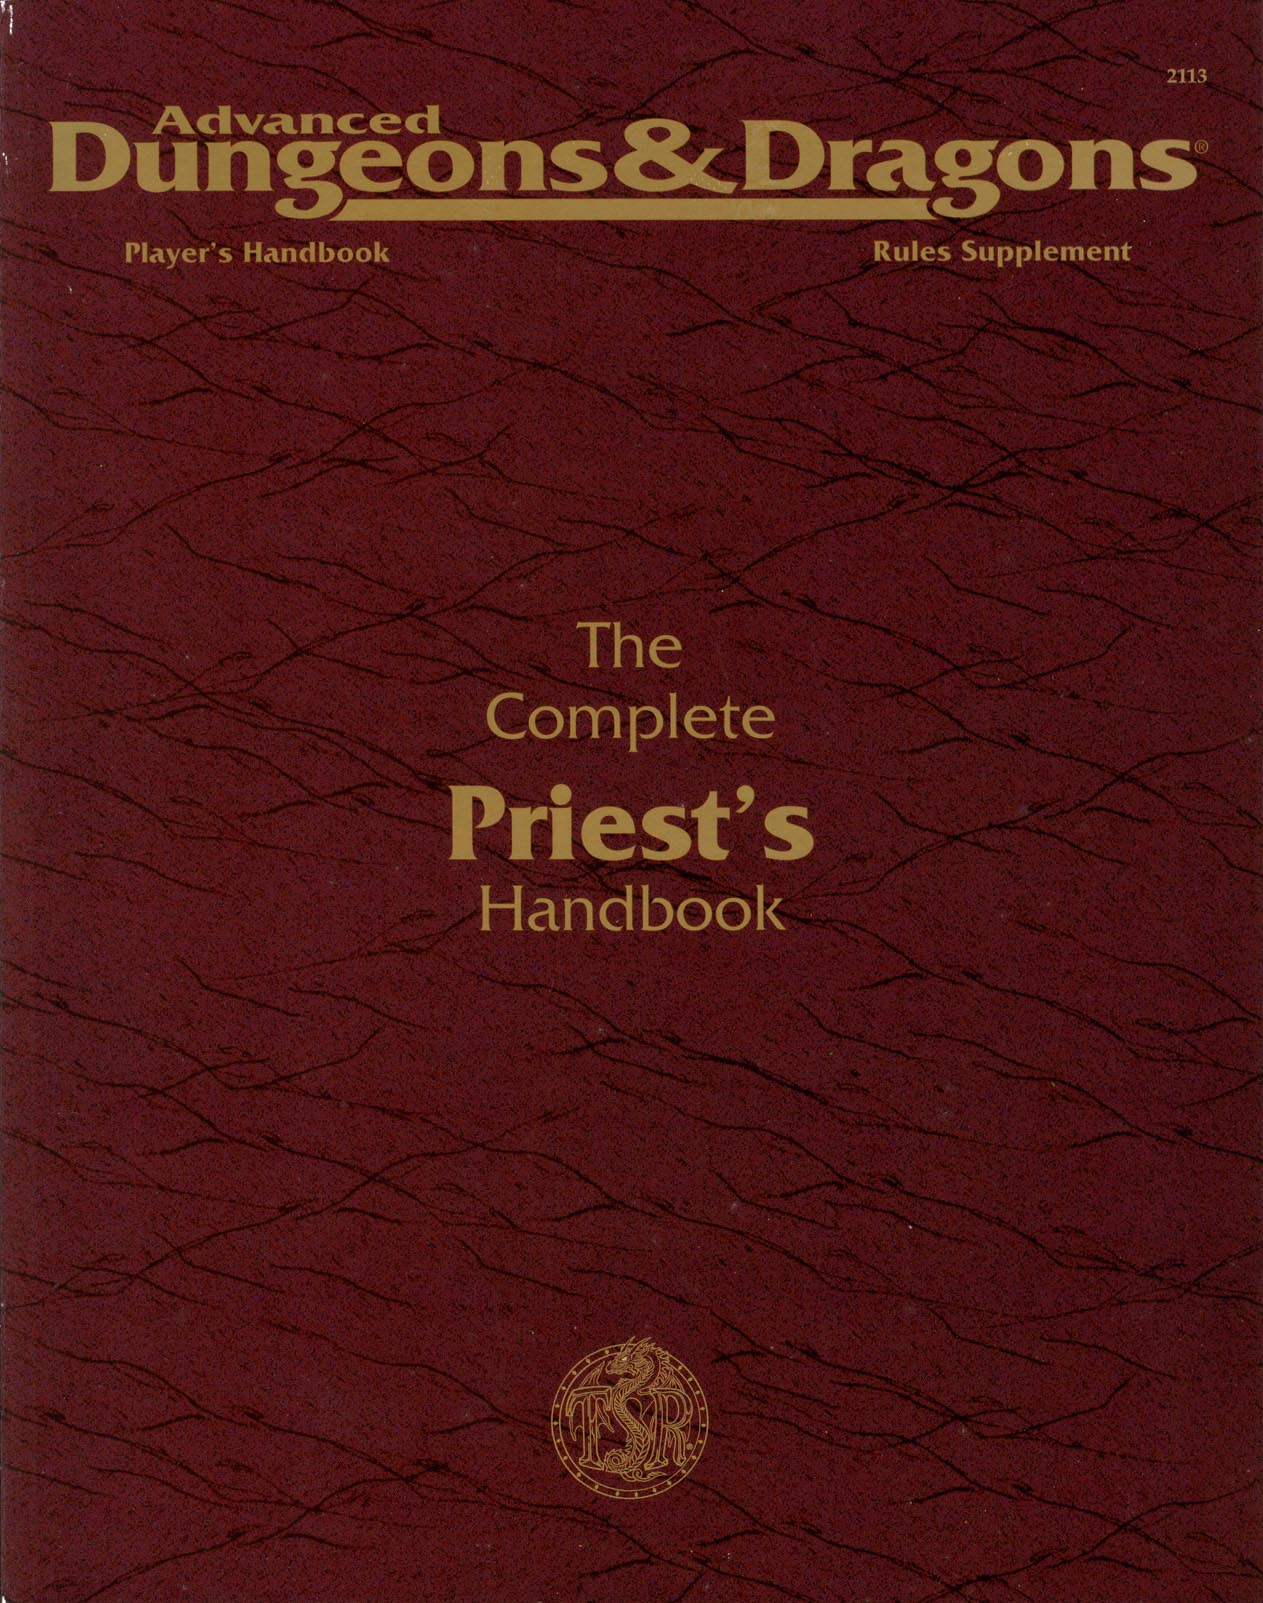 2113
Advanced
Dungeons & Dragons®
Player's Handbook
Rules Supplement
The
Complete
Priest's
Handbook
TSR®